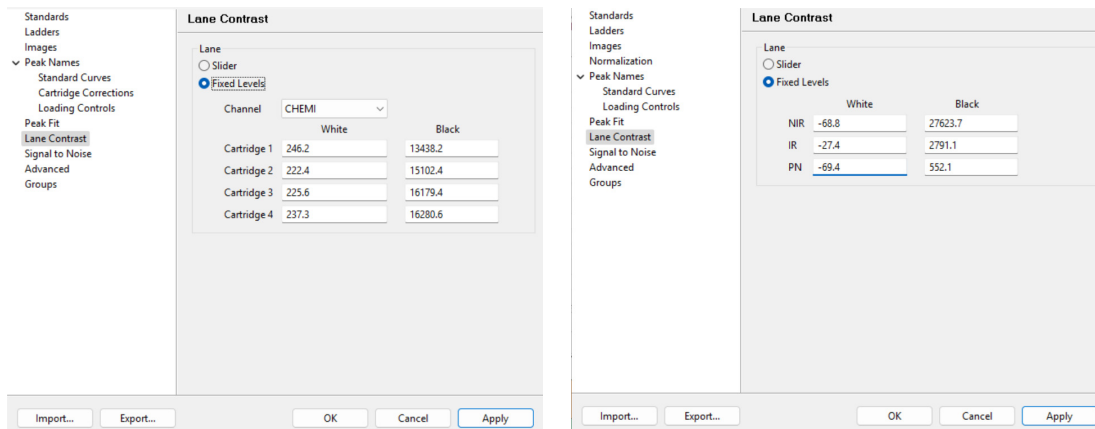 Standards
Ladders
Images
Peak Names
Standard Curves
Cartridge Corrections
Loading Controls
Peak Fit
Lane Contrast
Signal to Noise
Advanced
Groups
Lane Contrast
Lane
Slider
Fixed Levels
Channel CHEMI
White Black
Cartridge 1 246.2 13438.2
Cartridge 2 222.4 15102.4
Cartridge 3 225.6 16179.4
Cartridge 4 237.3 16280.6
Import... Export... OK Cancel Apply
Standards
Ladders
Images
Normalization
Peak Names
Standard Curves
Loading Controls
Peak Fit
Lane Contrast
Signal to Noise
Advanced
Groups
Lane Contrast
Lane
Slider
Fixed Levels
White Black
NIR -68.8 27623.7
IR -27.4 2791.1
PN -69.4 552.1
Import... Export... OK Cancel Apply